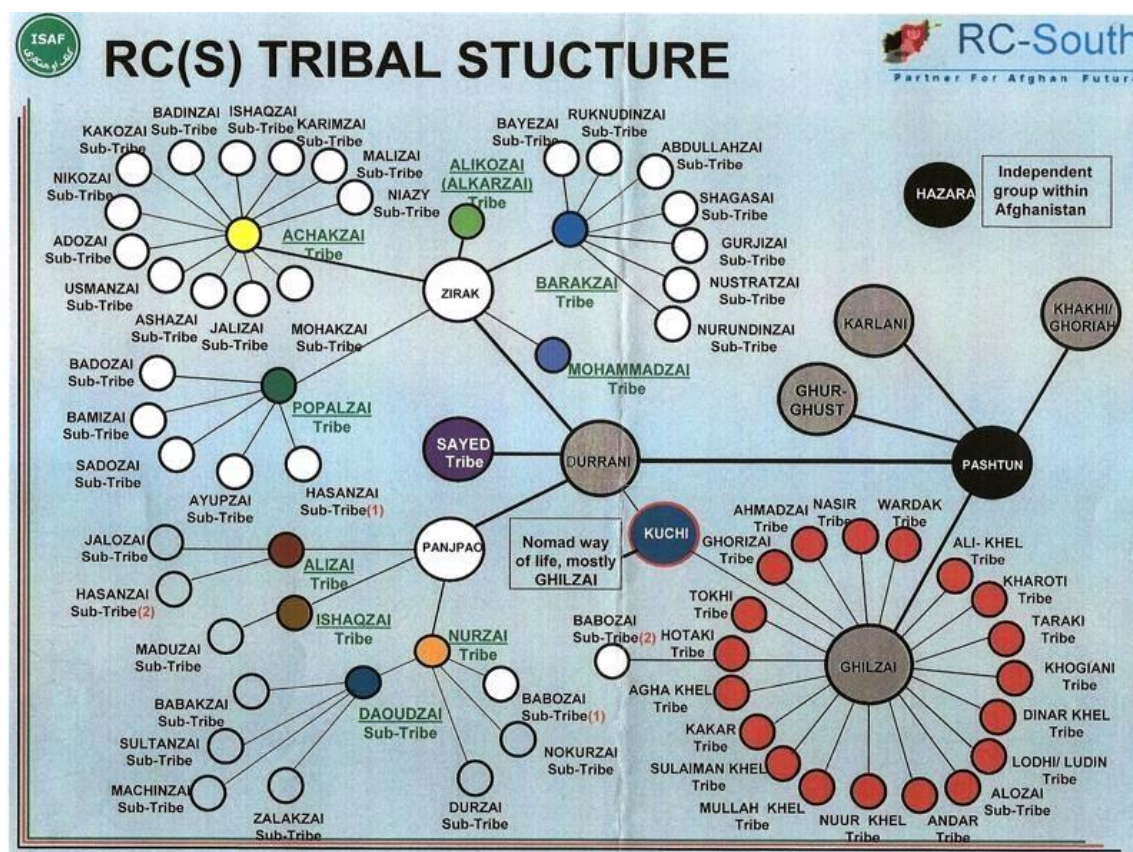 ISAF
RC(S) TRIBAL STUCTURE
RC-South
Partner For Afghan Future
BADINZAI
Sub-Tribe
ISHAQZAI
Sub-Tribe
KAKOZAI
Sub-Tribe
KARIMZAI
Sub-Tribe
MALIZAI
Sub-Tribe
NIKOZAI
Sub-Tribe
NIAZY
Sub-Tribe
ADOZAI
Sub-Tribe
ACHAKZAI
Tribe
USMANZAI
Sub-Tribe
ASHAZAI
Sub-Tribe
JALIZAI
Sub-Tribe
MOHAKZAI
Sub-Tribe
ALIKOZAI
(ALKARZAI)
Tribe
BAYEZAI
Sub-Tribe
RUKNUDINZAI
Sub-Tribe
ABDULLAHZAI
Sub-Tribe
SHAGASAI
Sub-Tribe
GURJIZAI
Sub-Tribe
NUSTRATZAI
Sub-Tribe
NURUNDINZAI
Sub-Tribe
BARAKZAI
Tribe
ZIRAK
MOHAMMADZAI
Tribe
HAZARA
Independent
group within
Afghanistan
KARLANI
KHAKHI/
GHORIAH
GHUR-
GHUST
PASHTUN
BADOZAI
Sub-Tribe
BAMIZAI
Sub-Tribe
POPALZAI
Tribe
SADOZAI
Sub-Tribe
AYUPZAI
Sub-Tribe
HASANZAI
Sub-Tribe(1)
SAYED
Tribe
DURRANI
KUCHI
Nomad way
of life, mostly
GHILZAI
PANJPAO
JALOZAI
Sub-Tribe
ALIZAI
Tribe
HASANZAI
Sub-Tribe(2)
ISHAQZAI
Tribe
MADUZAI
Sub-Tribe
NURZAI
Tribe
BABAKZAI
Sub-Tribe
DAOUDZAI
Sub-Tribe
SULTANZAI
Sub-Tribe
MACHINZAI
Sub-Tribe
ZALAKZAI
Sub-Tribe
DURZAI
Sub-Tribe
NOKURZAI
Sub-Tribe
BABOZAI
Sub-Tribe(1)
BABOZAI
Sub-Tribe(2)
AHMADZAI
Tribe
NASIR
Tribe
WARDAK
Tribe
GHORIZAI
Tribe
ALI- KHEL
Tribe
KHAROTI
Tribe
TOKHI
Tribe
TARAKI
Tribe
HOTAKI
Tribe
GHILZAI
KHOGIANI
Tribe
AGHA KHEL
Tribe
DINAR KHEL
Tribe
KAKAR
Tribe
LODHI/ LUDIN
Tribe
SULAIMAN KHEL
Tribe
ALOZAI
Sub-Tribe
MULLAH KHEL
Tribe
NUUR KHEL
Tribe
ANDAR
Tribe